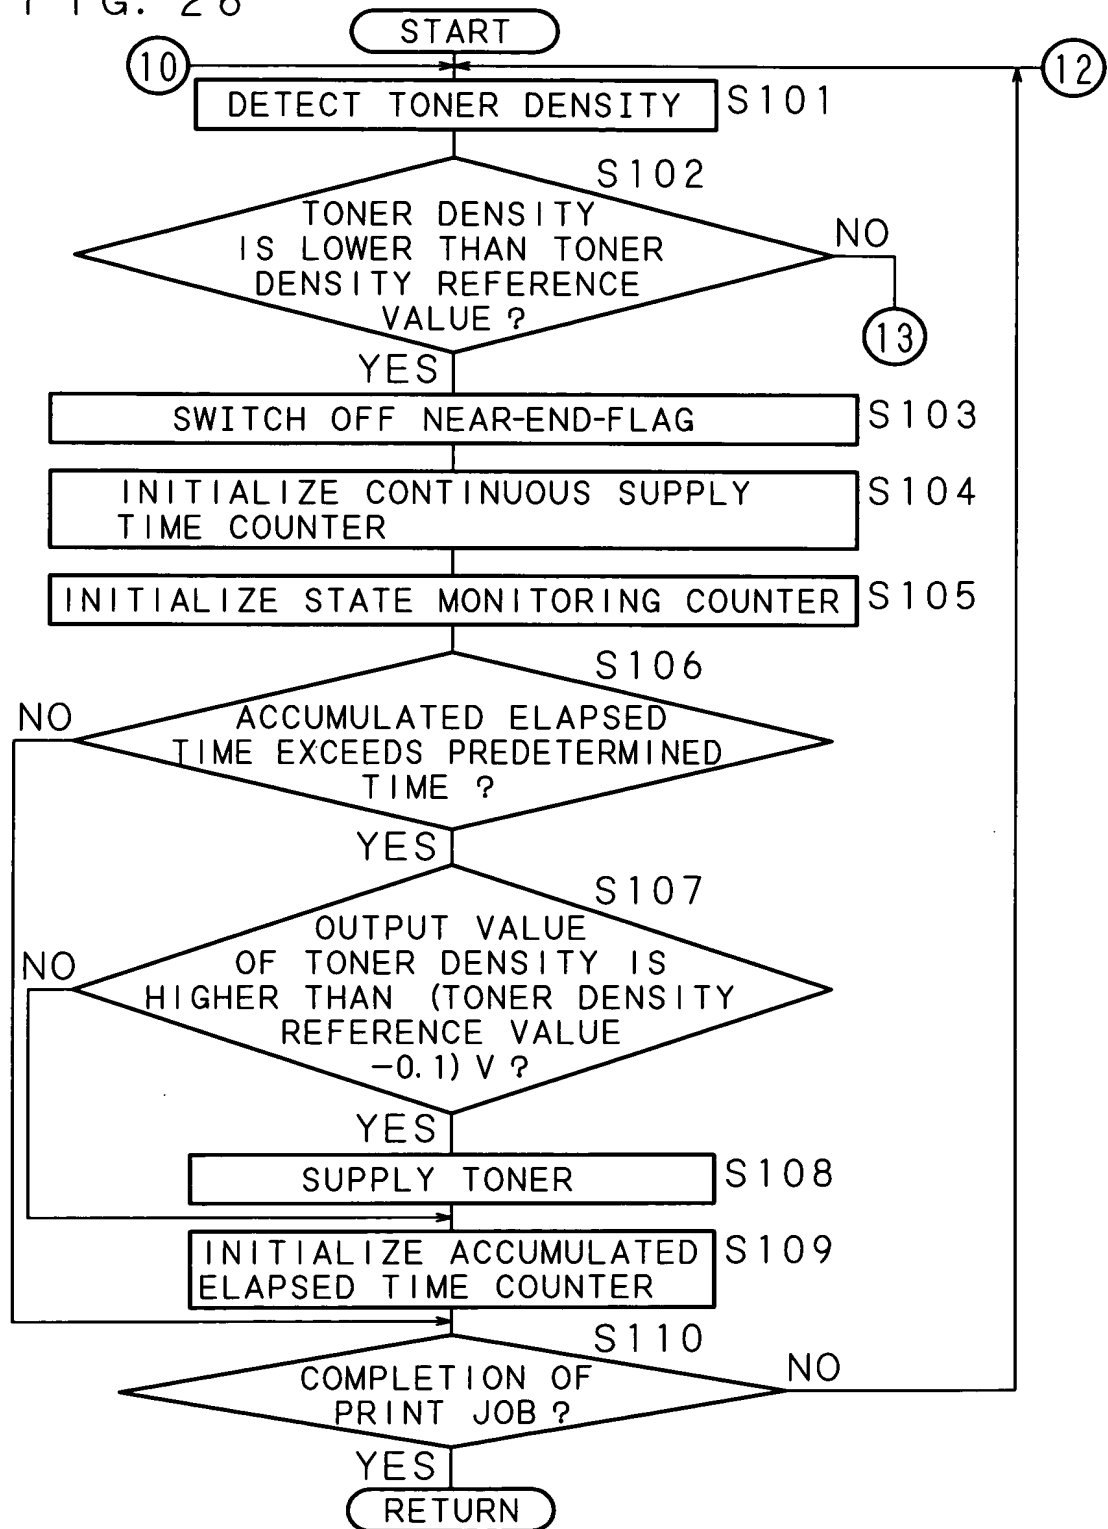 FIG. 26
START
10
12
DETECT TONER DENSITY
S101
S102
TONER DENSITY
IS LOWER THAN TONER
DENSITY REFERENCE
VALUE ?
NO
13
YES
SWITCH OFF NEAR-END-FLAG
S103
INITIALIZE CONTINUOUS SUPPLY
TIME COUNTER
S104
INITIALIZE STATE MONITORING COUNTER
S105
S106
NO
ACCUMULATED ELAPSED
TIME EXCEEDS PREDETERMINED
TIME ?
YES
S107
NO
OUTPUT VALUE
OF TONER DENSITY IS
HIGHER THAN (TONER DENSITY
REFERENCE VALUE
-0.1) V ?
YES
SUPPLY TONER
S108
INITIALIZE ACCUMULATED
ELAPSED TIME COUNTER
S109
S110
COMPLETION OF
PRINT JOB ?
NO
YES
RETURN